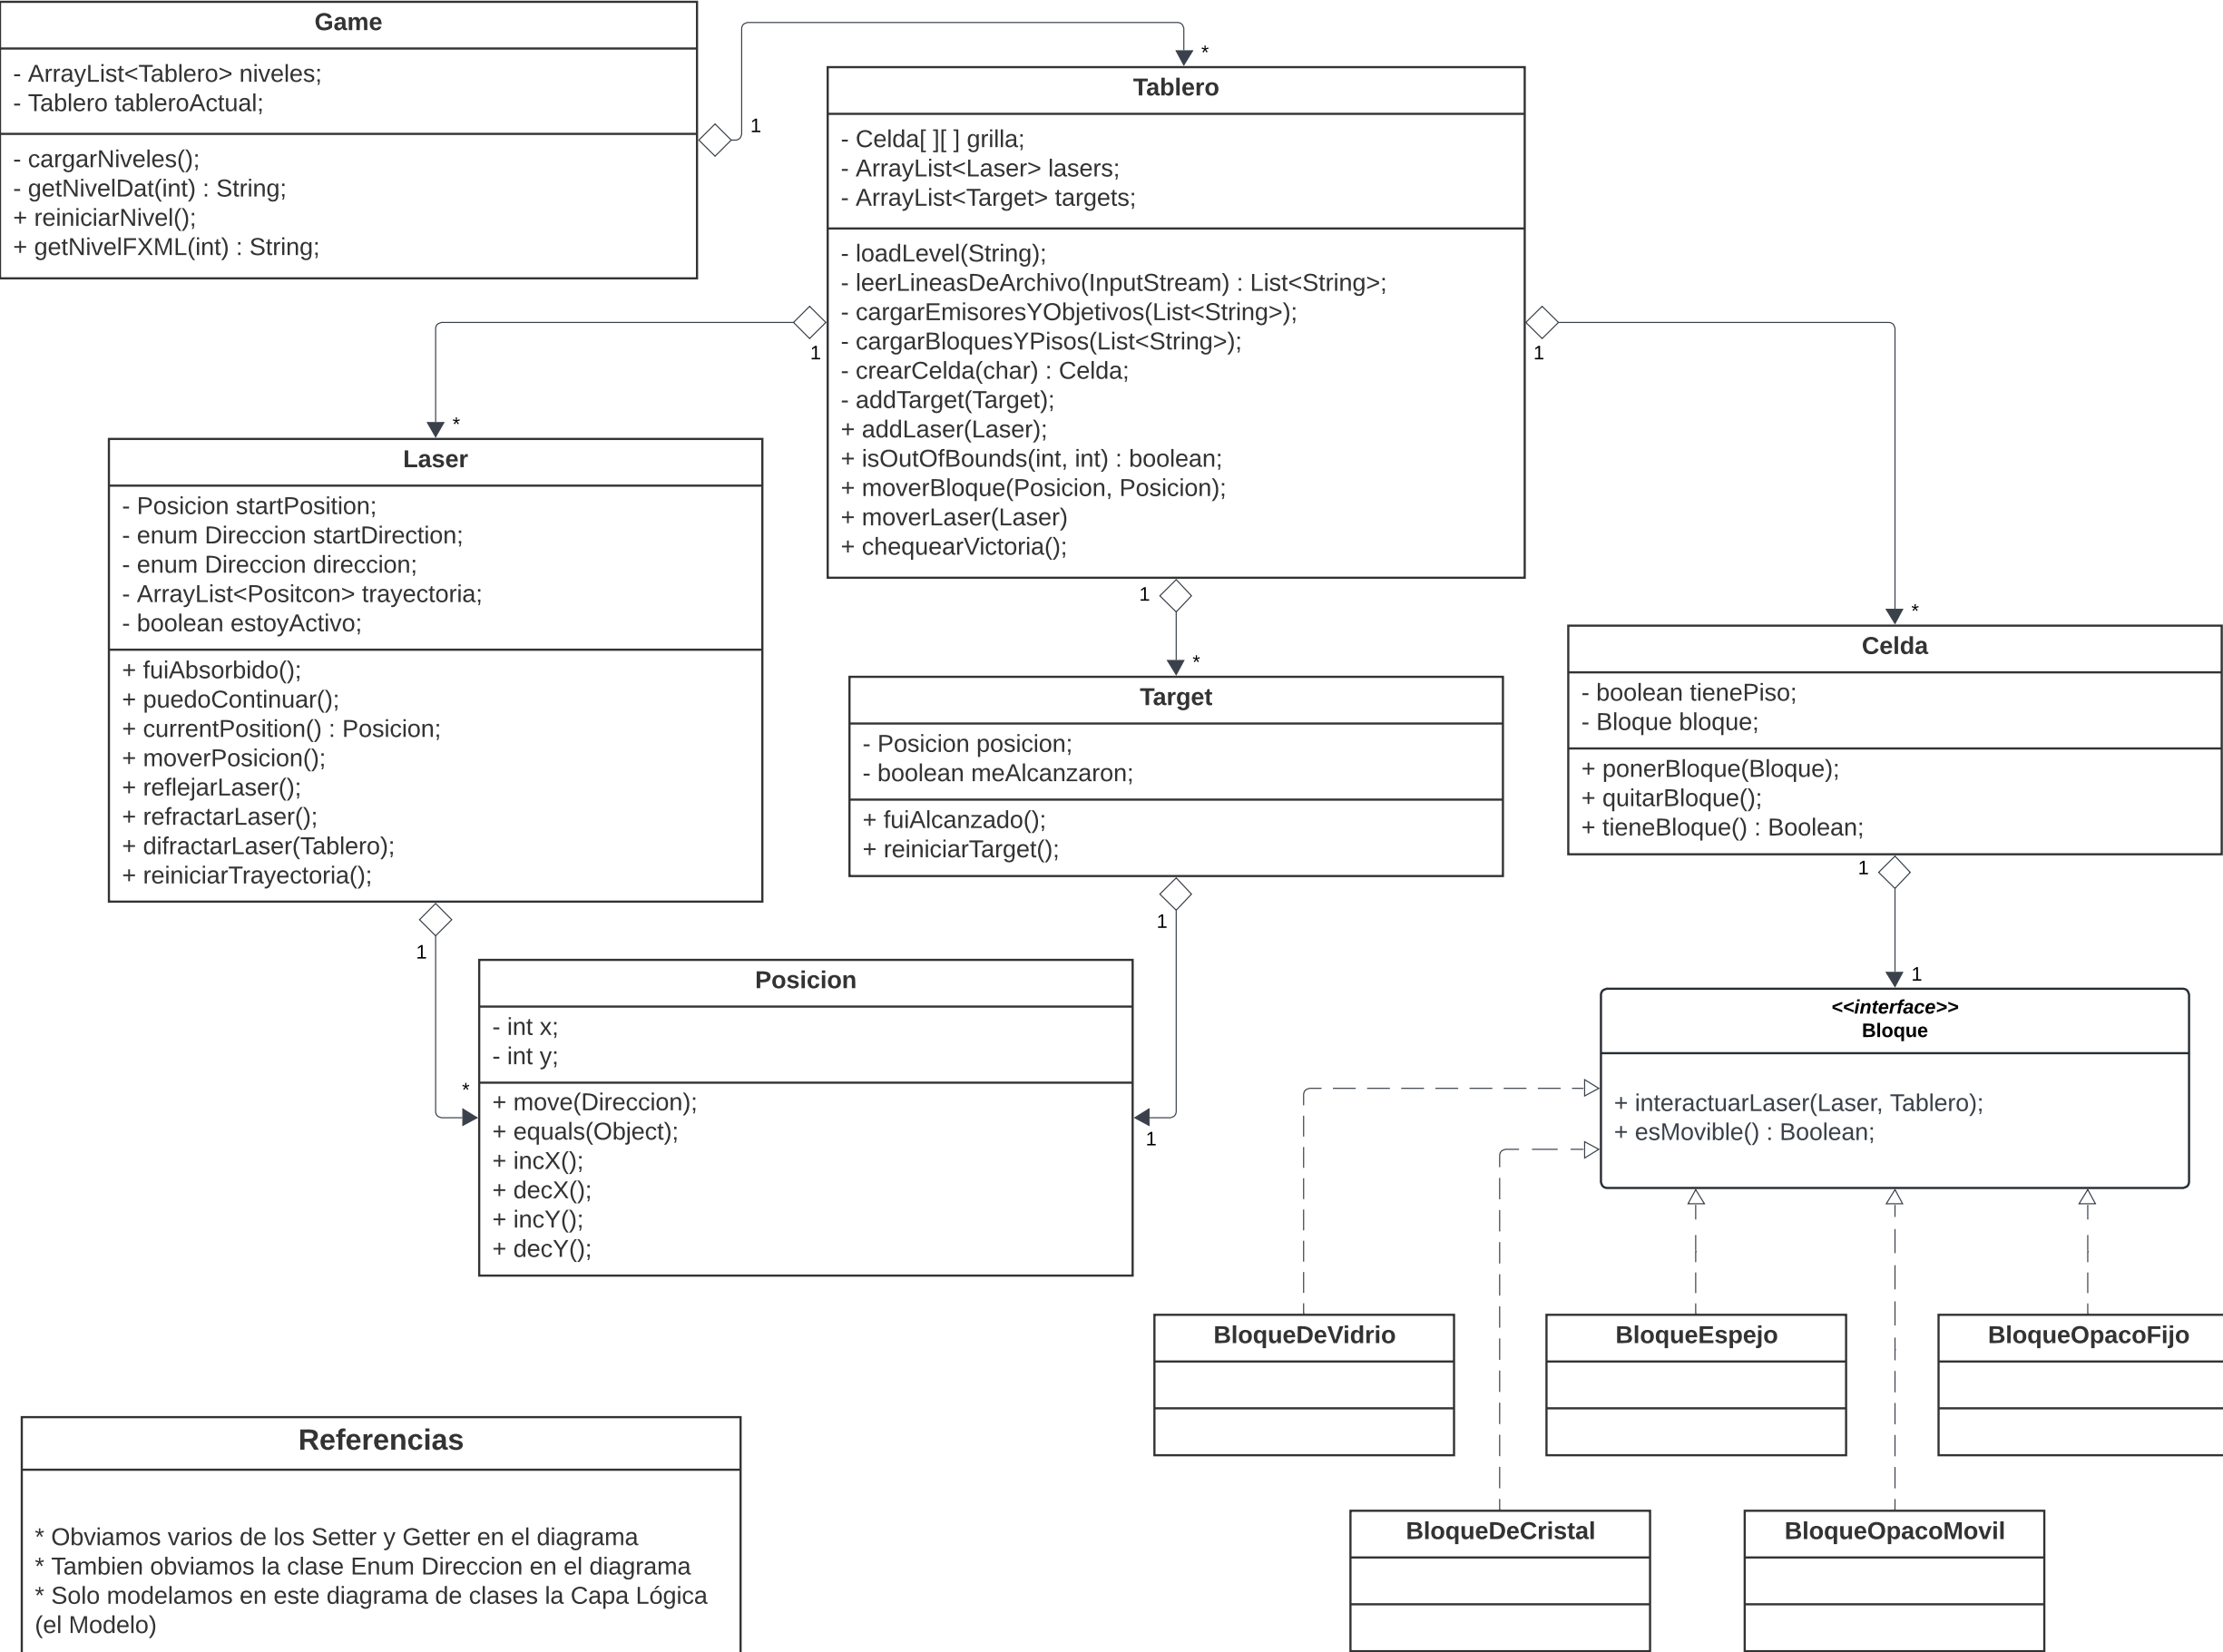 Game
- ArrayList<Tablero> niveles;
- Tablero tableroActual;
- cargarNiveles();
- getNivelDat(int) : String;
+ reiniciarNivel();
+ getNivelFXML(int) : String;
1
*
Tablero
- Celda[ ][ ] grilla;
- ArrayList<Laser> lasers;
- ArrayList<Target> targets;
- loadLevel(String);
- leerLineasDeArchivo(InputStream) : List<String>;
- cargarEmisoresYObjetivos(List<String>);
- cargarBloquesYPisos(List<String>);
- crearCelda(char) : Celda;
- addTarget(Target);
+ addLaser(Laser);
+ isOutOfBounds(int, int) : boolean;
+ moverBloque(Posicion, Posicion);
+ moverLaser(Laser)
+ chequearVictoria();
1
*
1
*
1
*
Laser
- Posicion startPosition;
- enum Direccion startDirection;
- enum Direccion direccion;
- ArrayList<Positcon> trayectoria;
- boolean estoyActivo;
+ fuiAbsorbido();
+ puedoContinuar();
+ currentPosition() : Posicion;
+ moverPosicion();
+ reflejarLaser();
+ refractarLaser();
+ difractarLaser(Tablero);
+ reiniciarTrayectoria();
1
*
Target
- Posicion posicion;
- boolean meAlcanzaron;
+ fuiAlcanzado();
+ reiniciarTarget();
1
1
Celda
- boolean tienePiso;
- Bloque bloque;
+ ponerBloque(Bloque);
+ quitarBloque();
+ tieneBloque() : Boolean;
1
1
Posicion
- int x;
- int y;
+ move(Direccion);
+ equals(Object);
+ incX();
+ decX();
+ incY();
+ decY();
<<interface>>
Bloque
+ interactuarLaser(Laser, Tablero);
+ esMovible() : Boolean;
BloqueDeVidrio
BloqueEspejo
BloqueOpacoFijo
BloqueDeCristal
BloqueOpacoMovil
Referencias
* Obviamos varios de los Setter y Getter en el diagrama
* Tambien obviamos la clase Enum Direccion en el diagrama
* Solo modelamos en este diagrama de clases la Capa Lógica
(el Modelo)